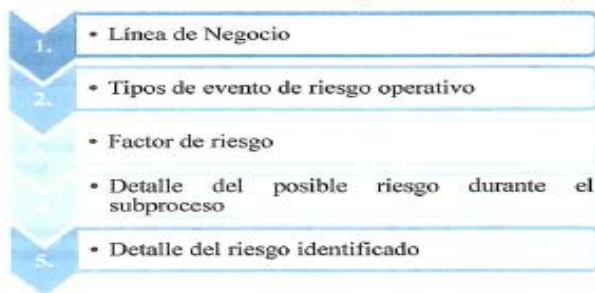 1. • Línea de Negocio
2. • Tipos de evento de riesgo operativo
• Factor de riesgo
• Detalle del posible riesgo durante el
subproceso
5. • Detalle del riesgo identificado